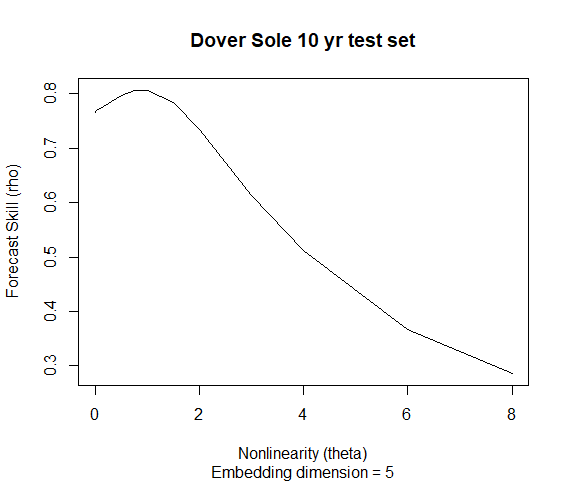 Dover Sole 10 yr test set
Forecast Skill (rho)
0.8
0.7
0.6
0.5
0.4
0.3
0 2 4 6 8
Nonlinearity (theta)
Embedding dimension = 5